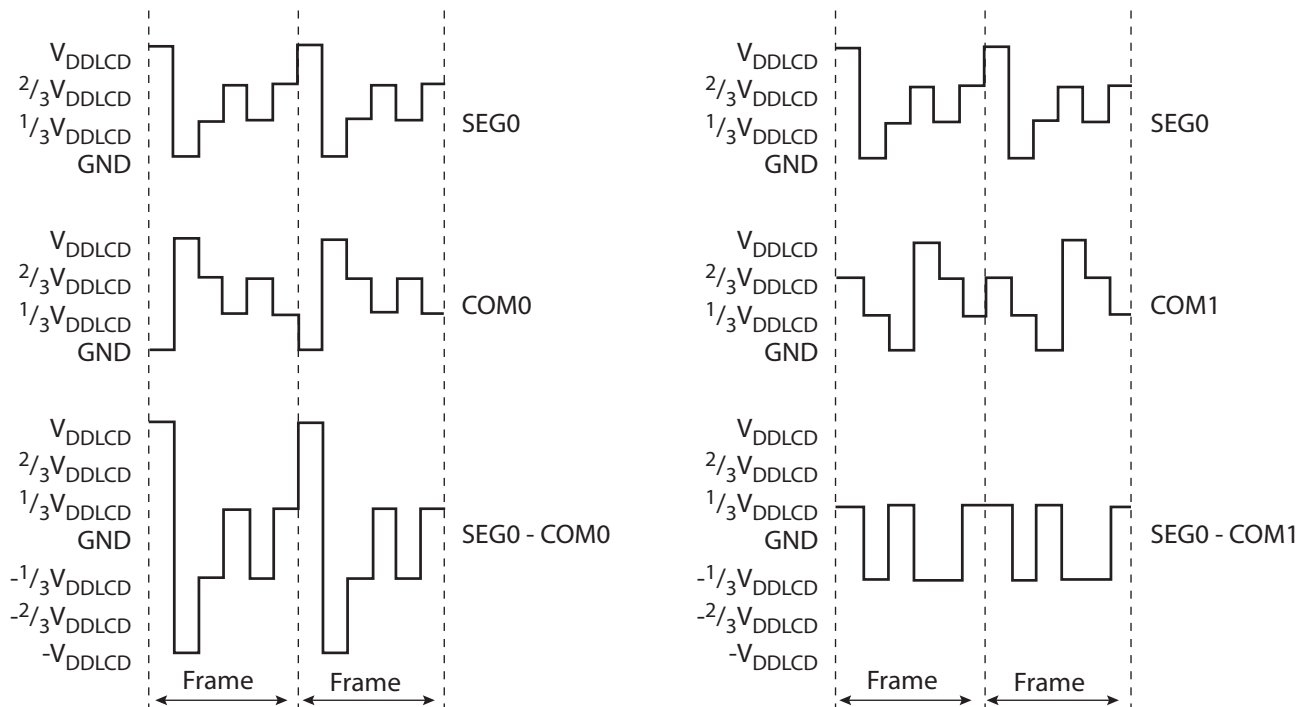 V_DDLCD
2/3V_DDLCD
1/3V_DDLCD
GND
SEG0
V_DDLCD
2/3V_DDLCD
1/3V_DDLCD
GND
COM0
V_DDLCD
2/3V_DDLCD
1/3V_DDLCD
GND
-1/3V_DDLCD
-2/3V_DDLCD
-V_DDLCD
SEG0 - COM0
Frame
Frame
V_DDLCD
2/3V_DDLCD
1/3V_DDLCD
GND
SEG0
V_DDLCD
2/3V_DDLCD
1/3V_DDLCD
GND
COM1
V_DDLCD
2/3V_DDLCD
1/3V_DDLCD
GND
-1/3V_DDLCD
-2/3V_DDLCD
-V_DDLCD
SEG0 - COM1
Frame
Frame